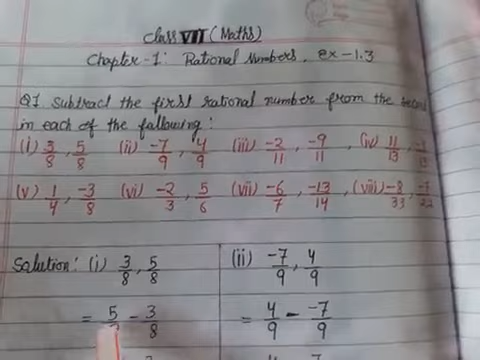 Class VII (Maths)
Chapter-1: Rational Numbers, ex-1.3
Q1 Subtract the first rational number from the second
in each of the following:
(i) 3/8, 5/8 (ii) -7/9, 4/9 (iii) -2/11, -9/11 (iv) 11/13,
(v) 1/4, -3/8 (vi) -2/3, 5/6 (vii) -6/7, -13/14, (viii) -8/33, -7/22
Solution: (i) 3/8, 5/8 (ii) -7/9, 4/9
= 5/8 - 3/8 = 4/9 - -7/9